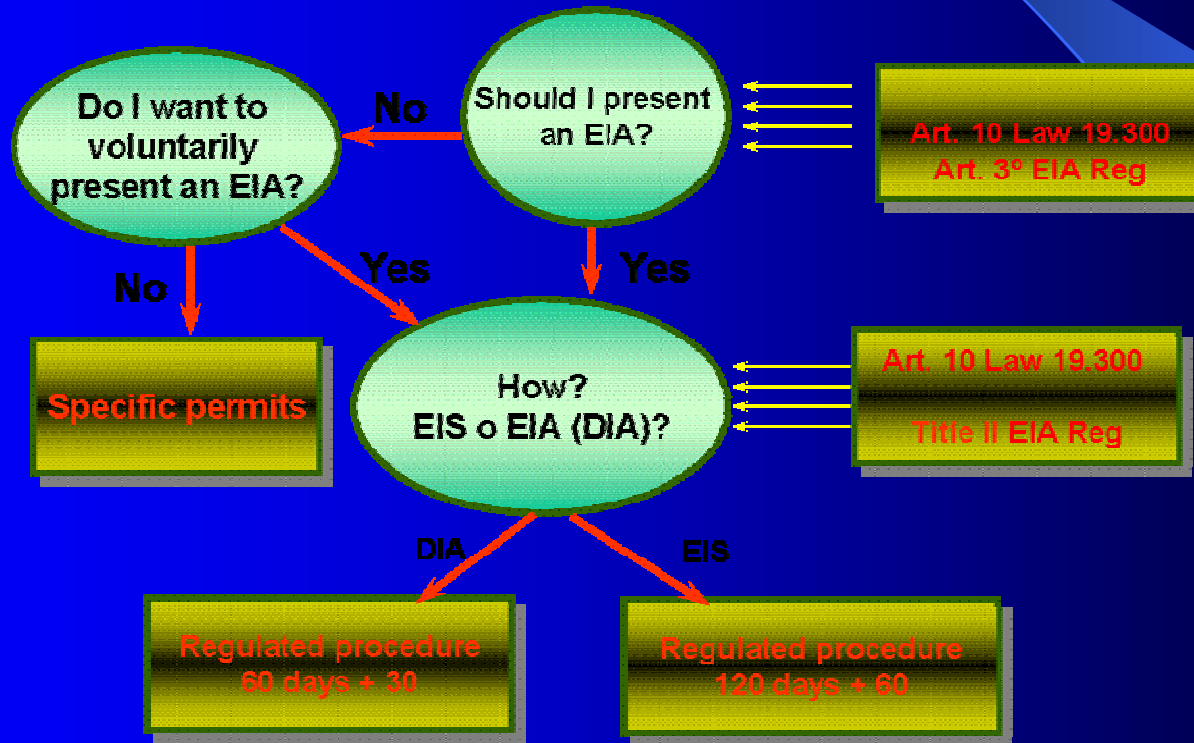 Do I want to
voluntarily
present an EIA?
No
Should I present
an EIA?
Art. 10 Law 19.300
Art. 3º EIA Reg
No
Yes
Yes
Specific permits
How?
EIS o EIA (DIA)?
Art. 10 Law 19.300
Title II EIA Reg
DIA
EIS
Regulated procedure
60 days + 30
Regulated procedure
120 days + 60